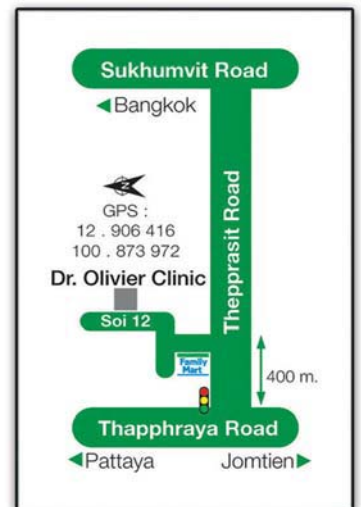 Sukhumvit Road
Bangkok
N
GPS :
12 . 906 416
100 . 873 972
Dr. Olivier Clinic
Soi 12
Thepprasit Road
Family
Mart
400 m.
Thapphraya Road
Pattaya
Jomtien